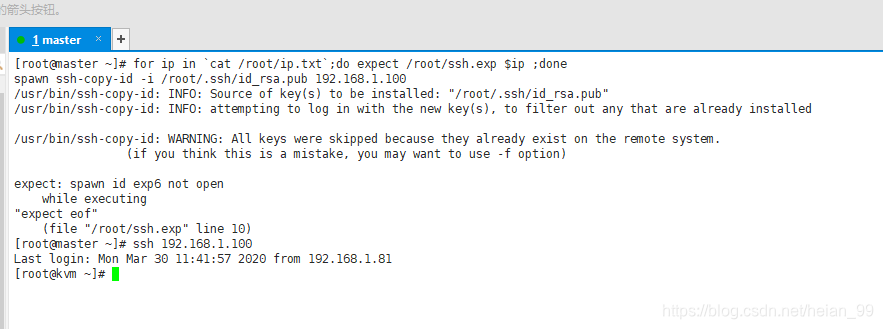 的箭头按钮。
1 master × +
[root@master ~]# for ip in `cat /root/ip.txt`;do expect /root/ssh.exp $ip ;done
spawn ssh-copy-id -i /root/.ssh/id_rsa.pub 192.168.1.100
/usr/bin/ssh-copy-id: INFO: Source of key(s) to be installed: "/root/.ssh/id_rsa.pub"
/usr/bin/ssh-copy-id: INFO: attempting to log in with the new key(s), to filter out any that are already installed
/usr/bin/ssh-copy-id: WARNING: All keys were skipped because they already exist on the remote system.
(if you think this is a mistake, you may want to use -f option)
expect: spawn id exp6 not open
while executing
"expect eof"
(file "/root/ssh.exp" line 10)
[root@master ~]# ssh 192.168.1.100
Last login: Mon Mar 30 11:41:57 2020 from 192.168.1.81
[root@kvm ~]#
https://blog.csdn.net/heian_99